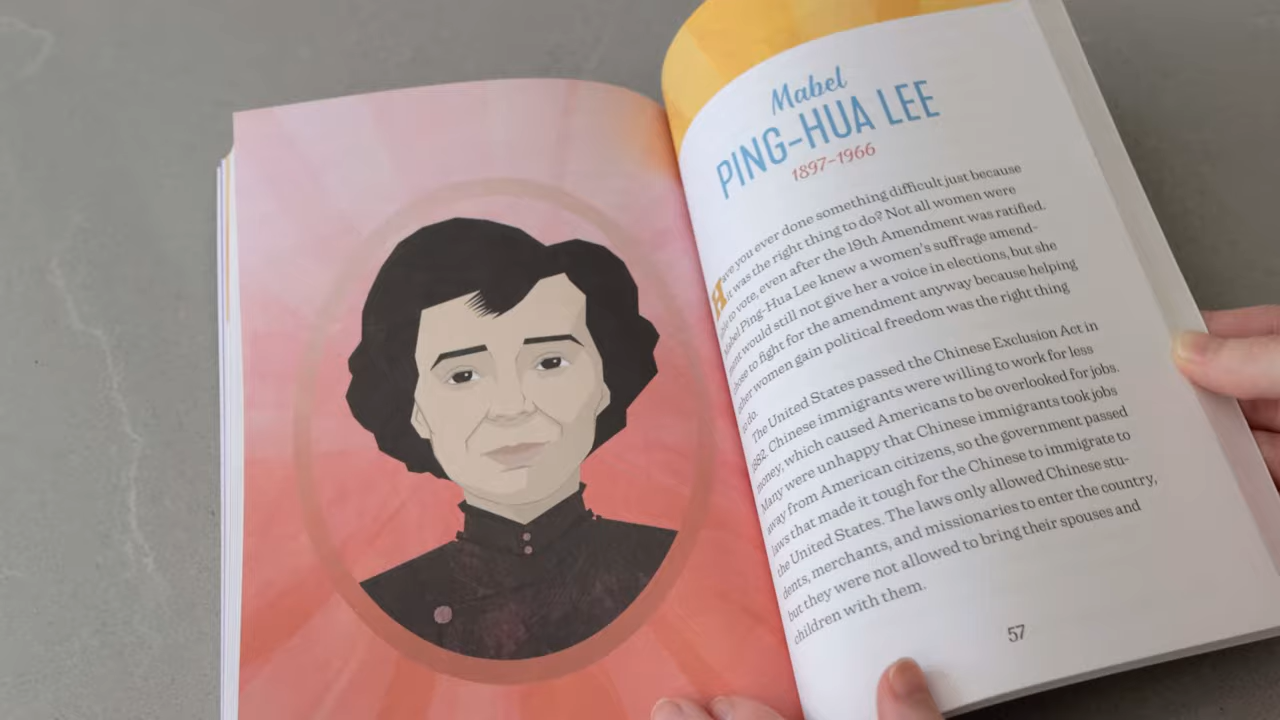 Mabel
PING-HUA LEE
1897-1966
Have you ever done something difficult just because
it was the right thing to do? Not all women were
able to vote, even after the 19th Amendment was ratified.
Mabel Ping-Hua Lee knew a women's suffrage amend-
ment would still not give her a voice in elections, but she
chose to fight for the amendment anyway because helping
other women gain political freedom was the right thing
to do.
The United States passed the Chinese Exclusion Act in
1882. Chinese immigrants were willing to work for less
money, which caused Americans to be overlooked for jobs.
Many were unhappy that Chinese immigrants took jobs
away from American citizens, so the government passed
laws that made it tough for the Chinese to immigrate to
the United States. The laws only allowed Chinese stu-
dents, merchants, and missionaries to enter the country,
but they were not allowed to bring their spouses and
children with them.
57